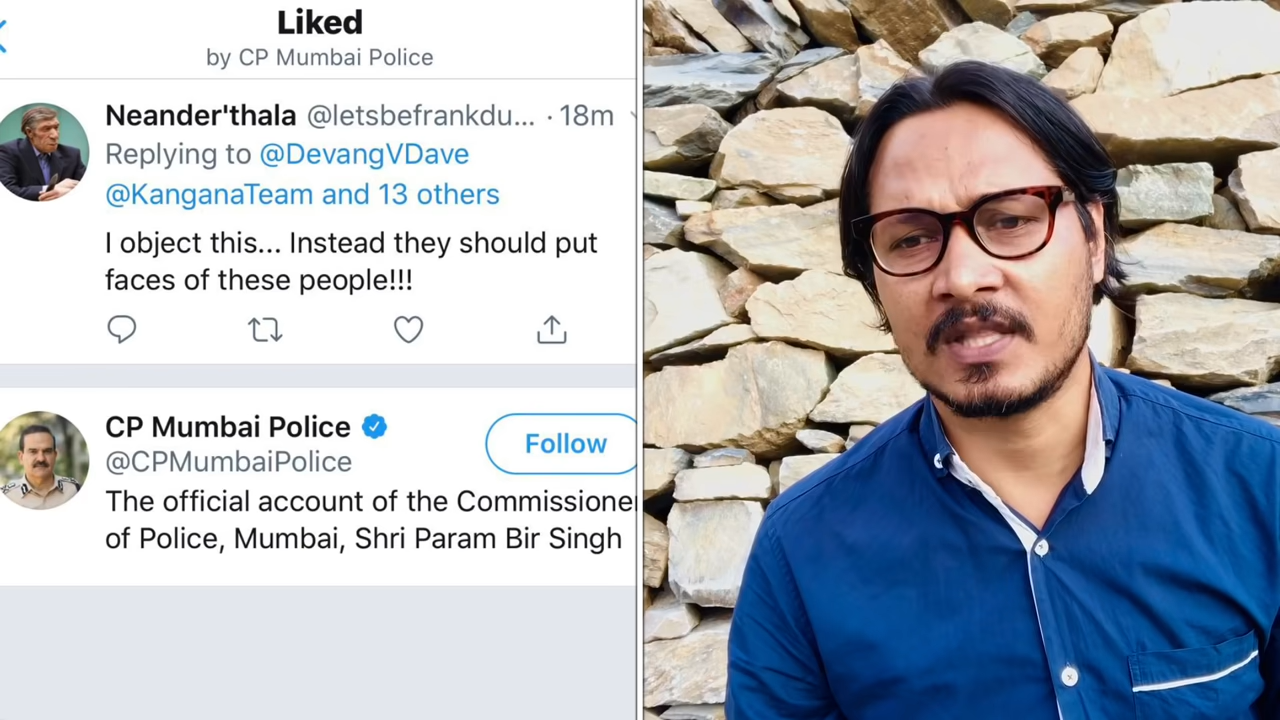 Liked
by CP Mumbai Police
Neander'thala @letsbefrankdu... · 18m
Replying to @DevangVDave
@KanganaTeam and 13 others
I object this... Instead they should put
faces of these people!!!
CP Mumbai Police
Follow
@CPMumbaiPolice
The official account of the Commissioner
of Police, Mumbai, Shri Param Bir Singh